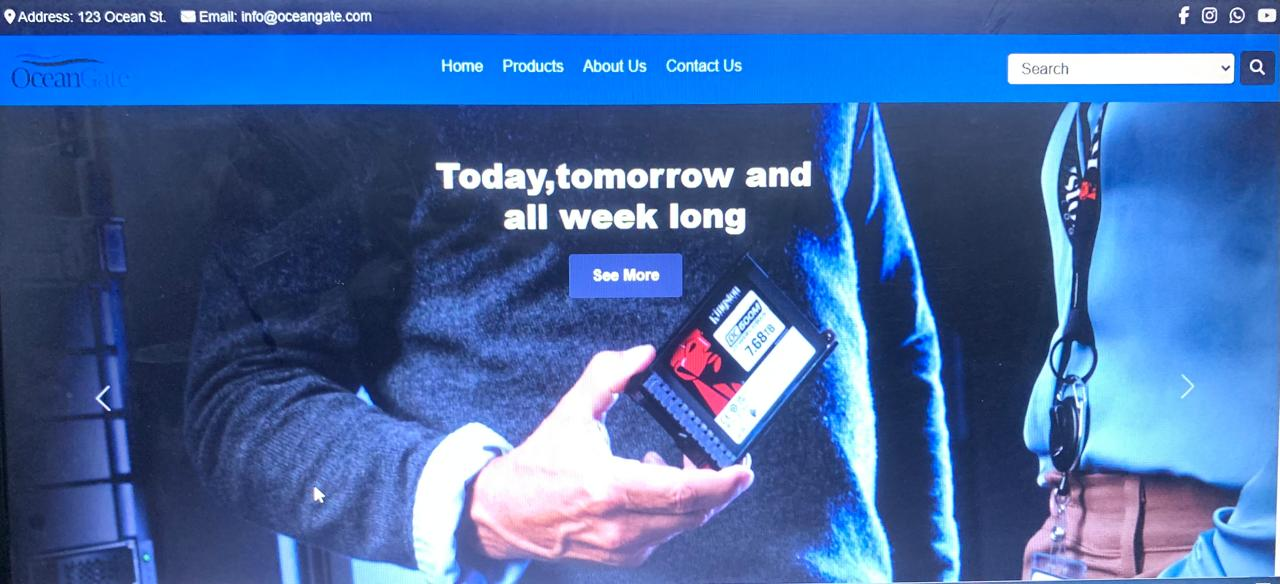 Address: 123 Ocean St. Email: info@oceangate.com
OceanGate
Home Products About Us Contact Us
Search
Today,tomorrow and
all week long
See More
Kingston
7.68TB